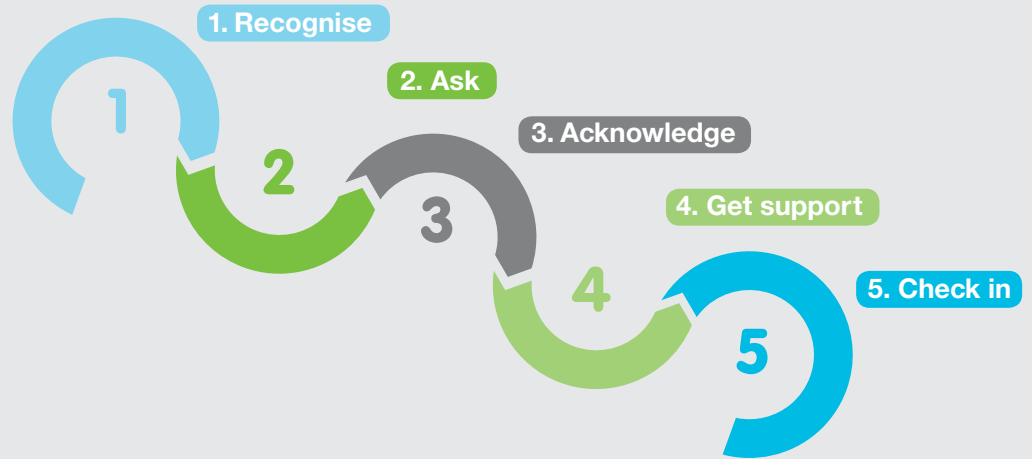 1. Recognise
1
2. Ask
2
3. Acknowledge
3
4. Get support
4
5. Check in
5